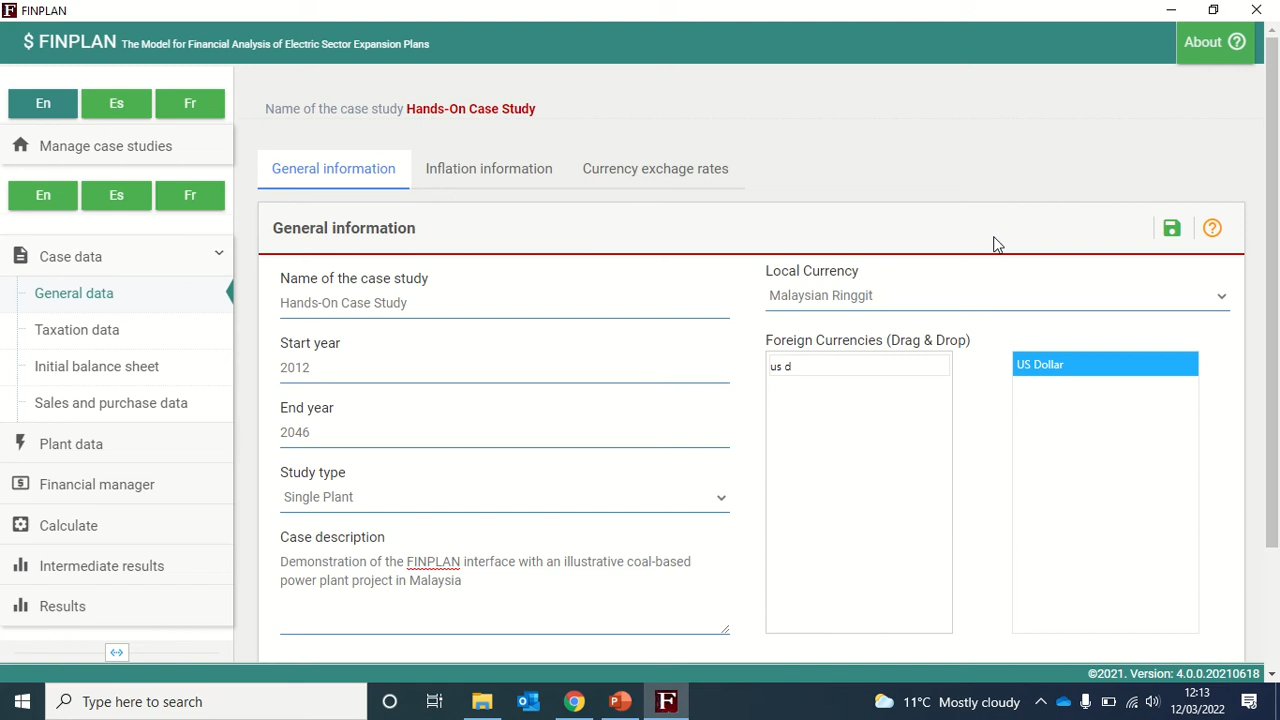 FINPLAN
$ FINPLAN The Model for Financial Analysis of Electric Sector Expansion Plans
About
En Es Fr
Manage case studies
En Es Fr
Case data
General data
Taxation data
Initial balance sheet
Sales and purchase data
Plant data
Financial manager
Calculate
Intermediate results
Results
Name of the case study Hands-On Case Study
General information Inflation information Currency exchage rates
General information
Name of the case study
Hands-On Case Study
Start year
2012
End year
2046
Study type
Single Plant
Case description
Demonstration of the FINPLAN interface with an illustrative coal-based
power plant project in Malaysia
Local Currency
Malaysian Ringgit
Foreign Currencies (Drag & Drop)
us d
US Dollar
©2021. Version: 4.0.0.20210618
Type here to search
11°C Mostly cloudy
12:13
12/03/2022